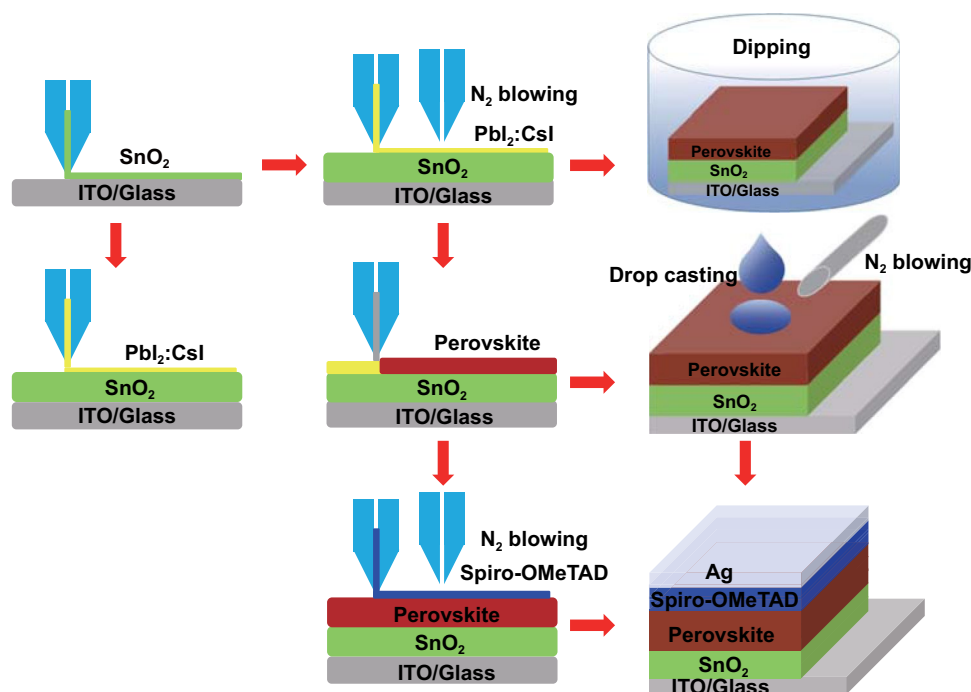 SnO₂
ITO/Glass
N₂ blowing
PbI₂:CsI
SnO₂
ITO/Glass
Dipping
Perovskite
SnO₂
ITO/Glass
PbI₂:CsI
SnO₂
ITO/Glass
Perovskite
SnO₂
ITO/Glass
Drop casting
N₂ blowing
Perovskite
SnO₂
ITO/Glass
N₂ blowing
Spiro-OMeTAD
Perovskite
SnO₂
ITO/Glass
Ag
Spiro-OMeTAD
Perovskite
SnO₂
ITO/Glass